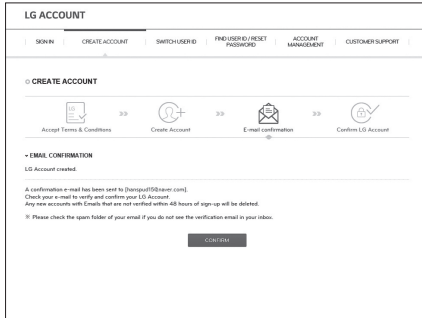 LG ACCOUNT
SIGN IN
CREATE ACCOUNT
SWITCH USER ID
FIND USER ID / RESET
PASSWORD
ACCOUNT
MANAGEMENT
CUSTOMER SUPPORT
CREATE ACCOUNT
LG
Accept Terms & Conditions
Create Account
E-mail confirmation
Confirm LG Account
EMAIL CONFIRMATION
LG Account created.
A confirmation e-mail has been sent to [hanspud15@naver.com].
Check your e-mail to verify and confirm your LG Account.
Any new accounts with Emails that are not verified within 48 hours of sign-up will be deleted.
※ Please check the spam folder of your email if you do not see the verification email in your inbox.
CONFIRM